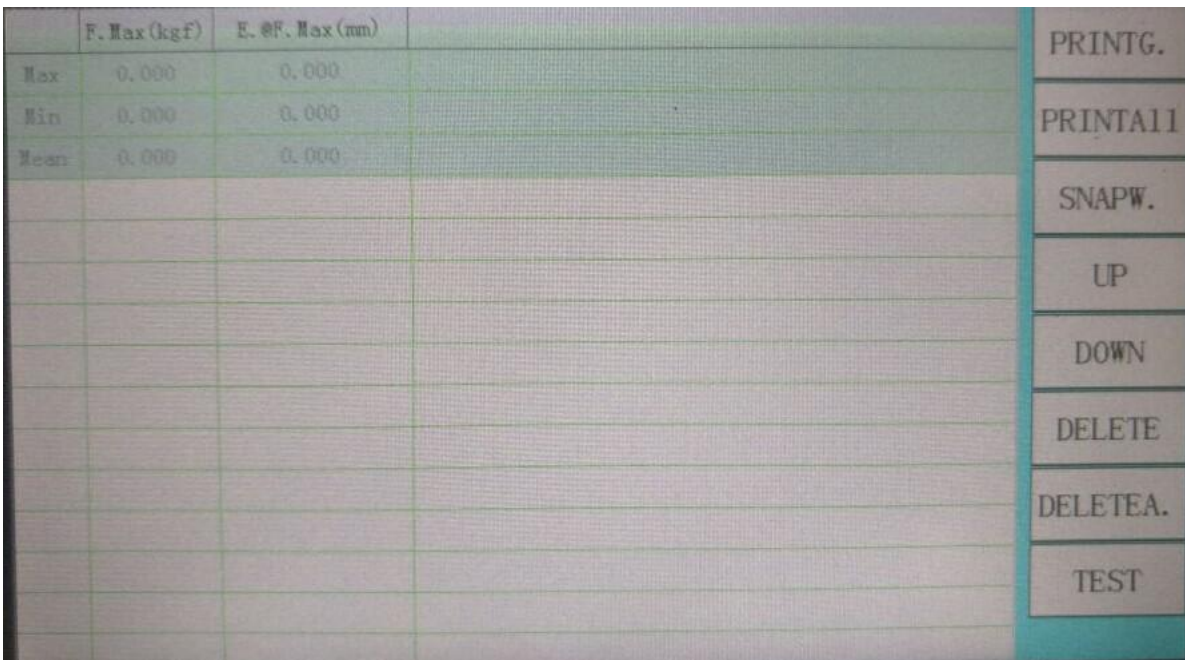 F.Max(kgf) E.@F.Max(mm)
Max 0.000 0.000
Min 0.000 0.000
Mean 0.000 0.000
PRINTG.
PRINTAll
SNAPW.
UP
DOWN
DELETE
DELETEA.
TEST